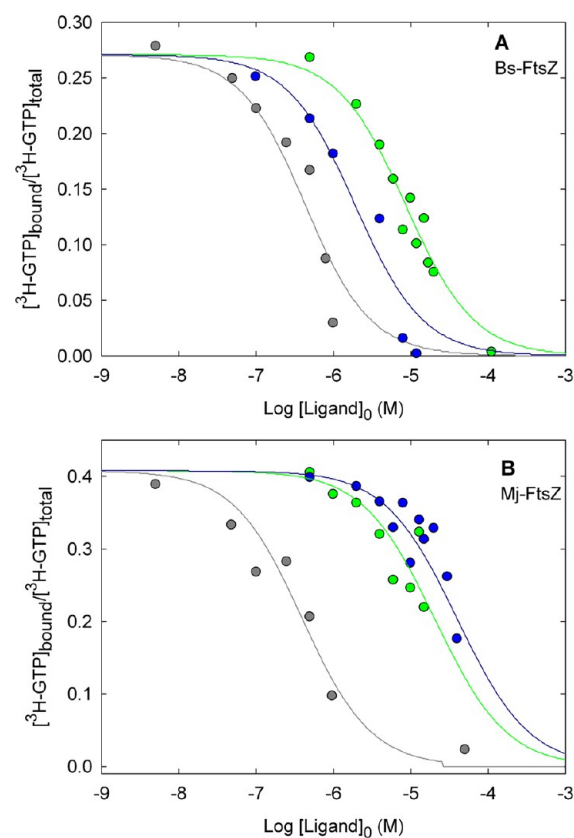 0.30
0.25
0.20
0.15
0.10
0.05
0.00
[³H-GTP]bound/[³H-GTP]total
A
Bs-FtsZ
-9 -8 -7 -6 -5 -4 -3
Log [Ligand]₀ (M)
0.4
0.3
0.2
0.1
0.0
[³H-GTP]bound/[³H-GTP]total
B
Mj-FtsZ
-9 -8 -7 -6 -5 -4 -3
Log [Ligand]₀ (M)